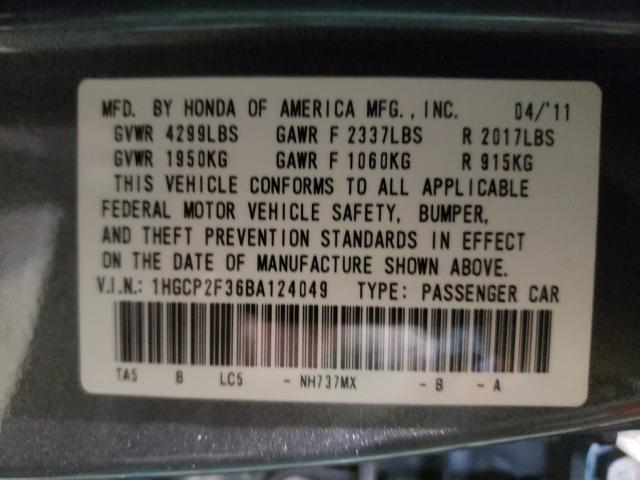 MFD. BY HONDA OF AMERICA MFG., INC. 04/'11
GVWR 4299LBS GAWR F 2337LBS R 2017LBS
GVWR 1950KG GAWR F 1060KG R 915KG
THIS VEHICLE CONFORMS TO ALL APPLICABLE
FEDERAL MOTOR VEHICLE SAFETY, BUMPER,
AND THEFT PREVENTION STANDARDS IN EFFECT
ON THE DATE OF MANUFACTURE SHOWN ABOVE.
V.I.N.: 1HGCP2F36BA124049 TYPE: PASSENGER CAR
TA5 B LC5 - NH737MX - B - A